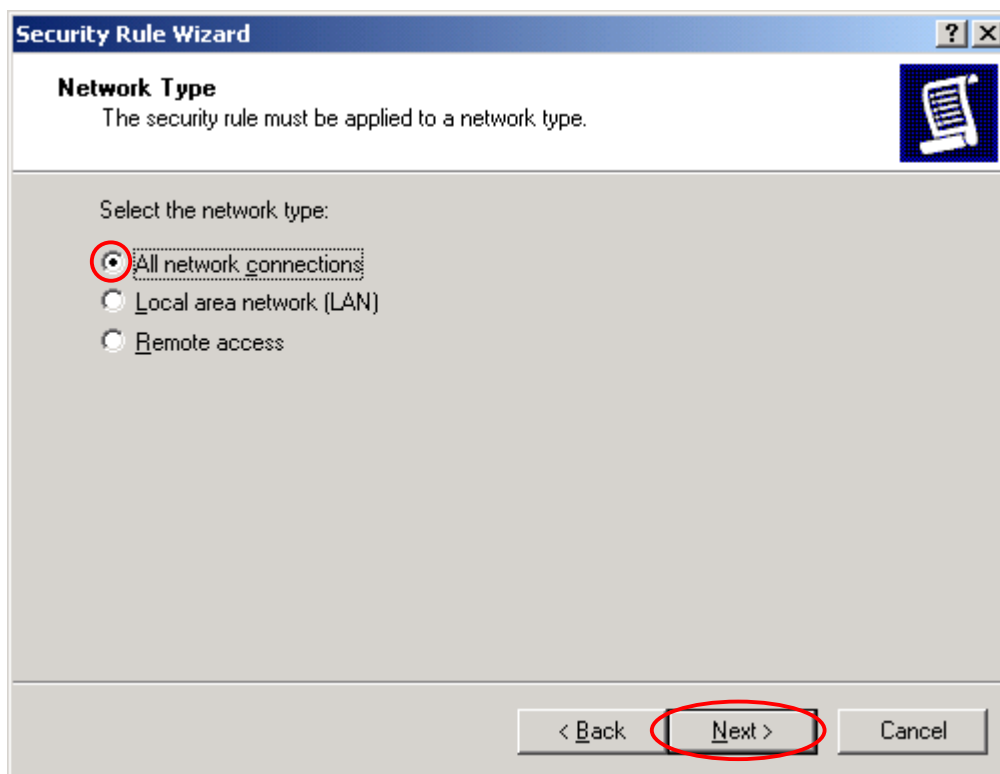 Security Rule Wizard
Network Type
The security rule must be applied to a network type.
Select the network type:
All network connections
Local area network (LAN)
Remote access
< Back Next > Cancel